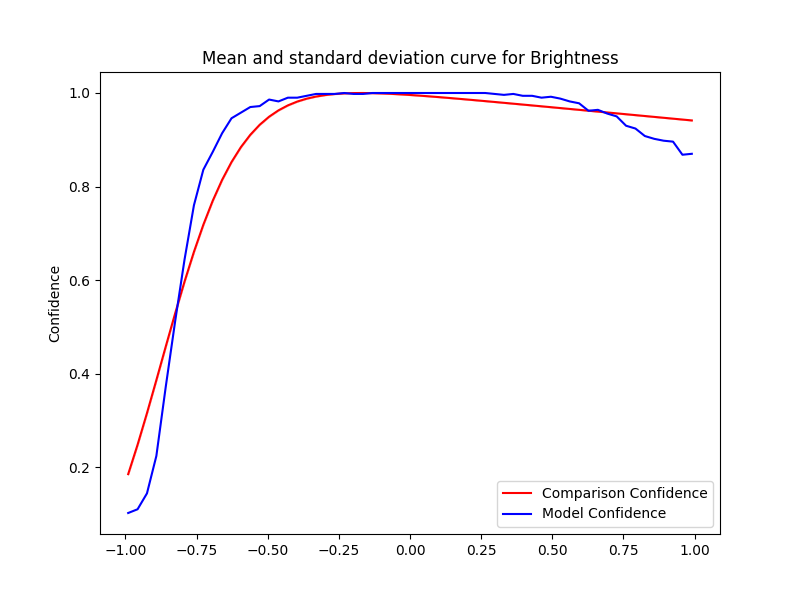 Mean and standard deviation curve for Brightness
1.0
0.8
0.6
0.4
0.2
Confidence
Comparison Confidence
Model Confidence
−1.00 −0.75 −0.50 −0.25 0.00 0.25 0.50 0.75 1.00